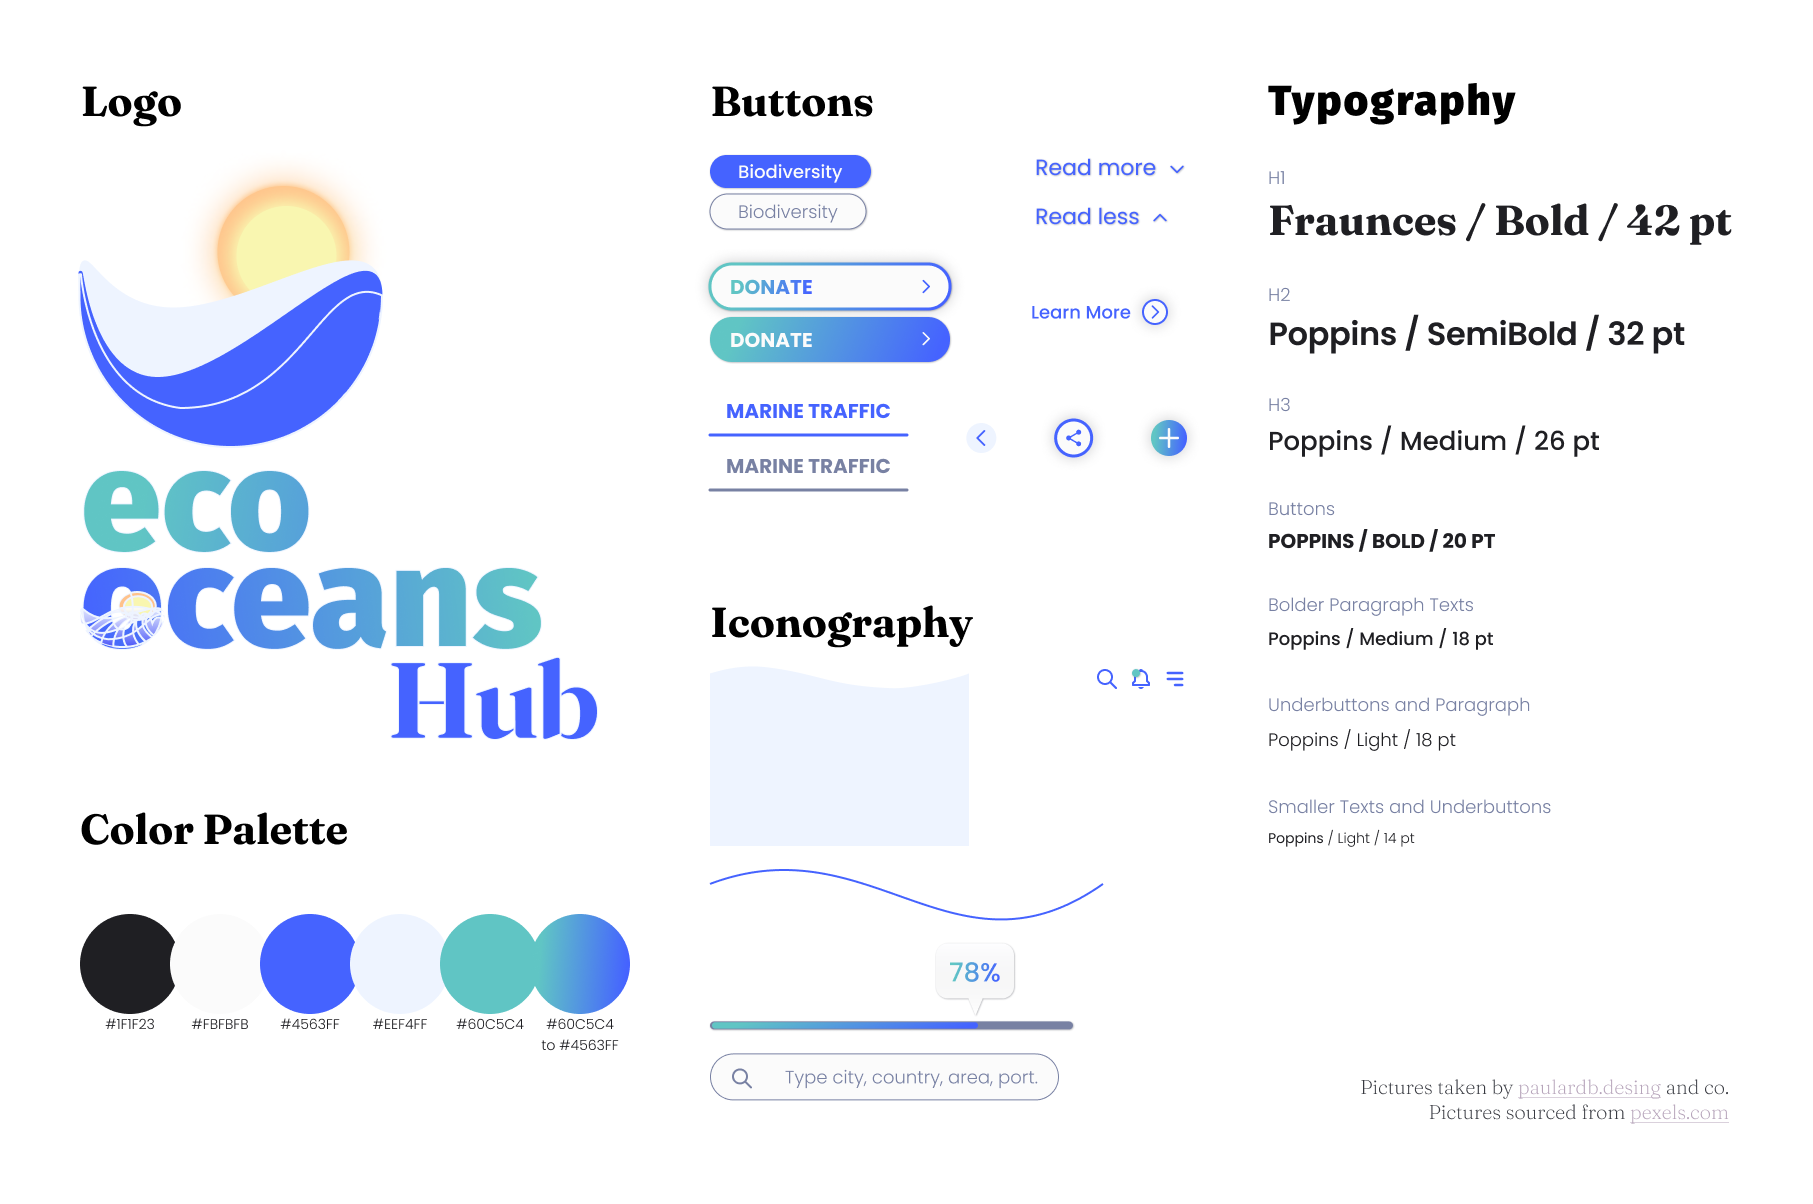 Logo
eco
oceans
Hub
Color Palette
#1F1F23
#FBFBFB
#4563FF
#EEF4FF
#60C5C4
#60C5C4
to #4563FF
Buttons
Biodiversity
Biodiversity
Read more
Read less
DONATE
DONATE
Learn More
MARINE TRAFFIC
MARINE TRAFFIC
Iconography
78%
Type city, country, area, port.
Typography
H1
Fraunces / Bold / 42 pt
H2
Poppins / SemiBold / 32 pt
H3
Poppins / Medium / 26 pt
Buttons
POPPINS / BOLD / 20 PT
Bolder Paragraph Texts
Poppins / Medium / 18 pt
Underbuttons and Paragraph
Poppins / Light / 18 pt
Smaller Texts and Underbuttons
Poppins / Light / 14 pt
Pictures taken by paulardb.desing and co.
Pictures sourced from pexels.com